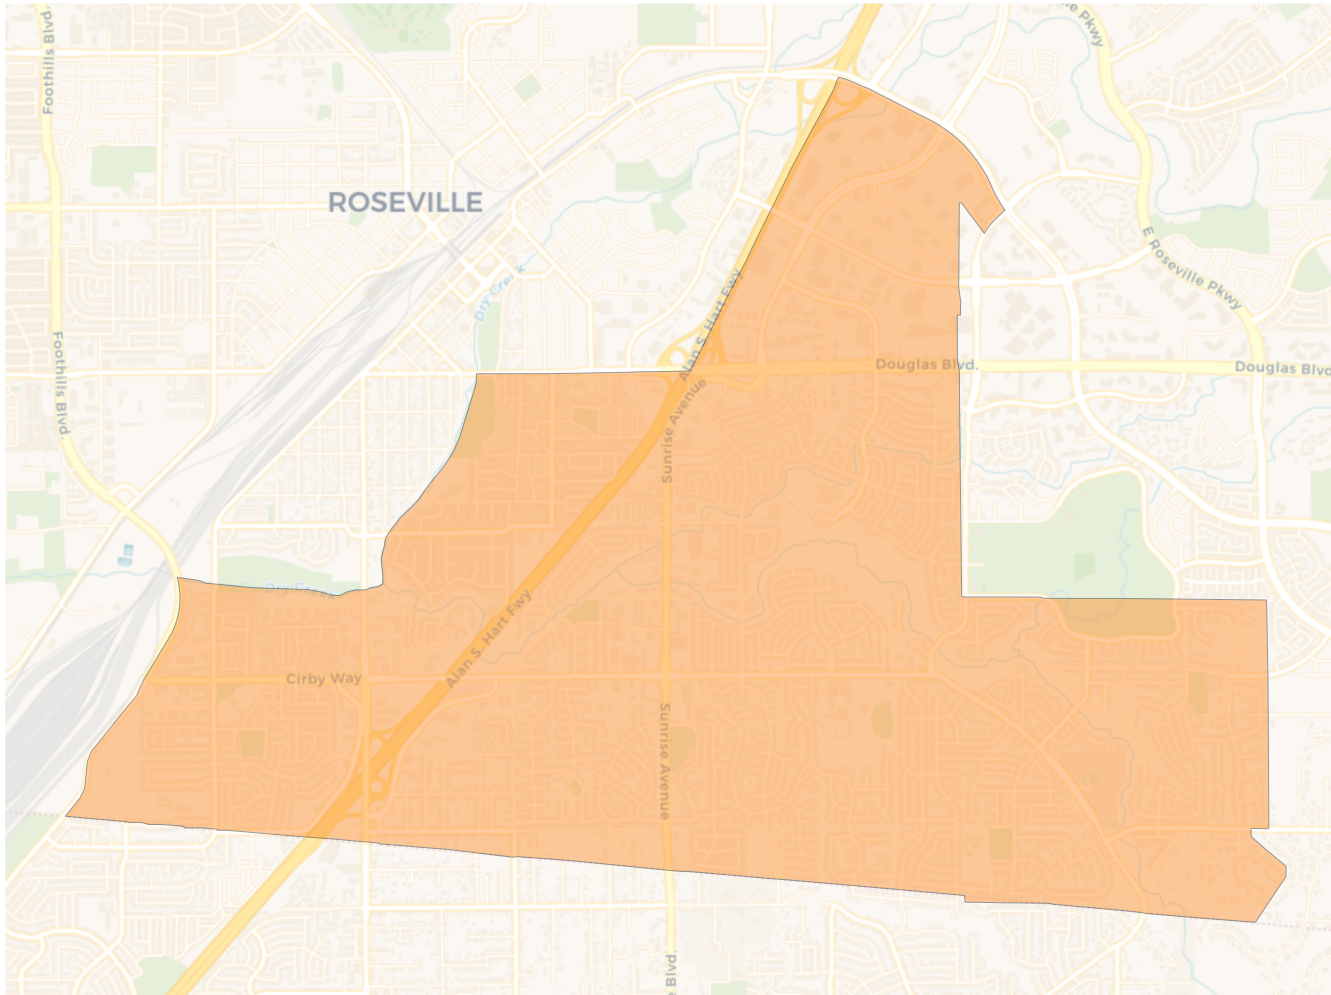 Foothills Blvd.
e Pkwy
ROSEVILLE
E Roseville Pkwy
Dry Creek
Alan S. Hart Fwy
Foothills Blvd
Douglas Blvd.
Douglas Blvd
Sunrise Avenue
Dry Creek
Alan S. Hart Fwy
Cirby Way
Sunrise Avenue
e Blvd.